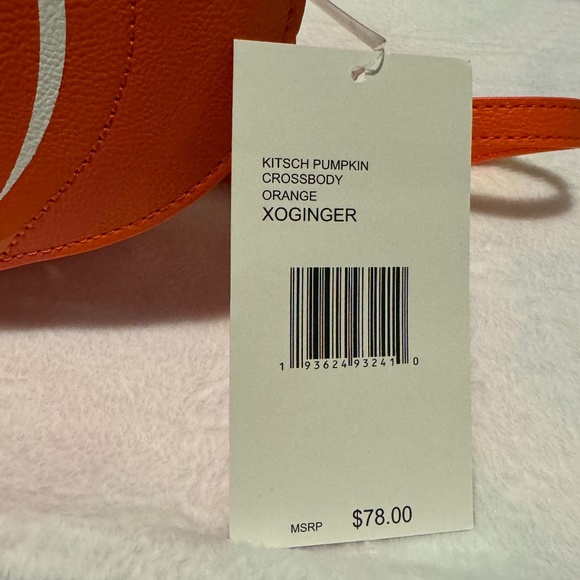 KITSCH PUMPKIN
CROSSBODY
ORANGE
XOGINGER
1 93624 93241 0
MSRP $78.00